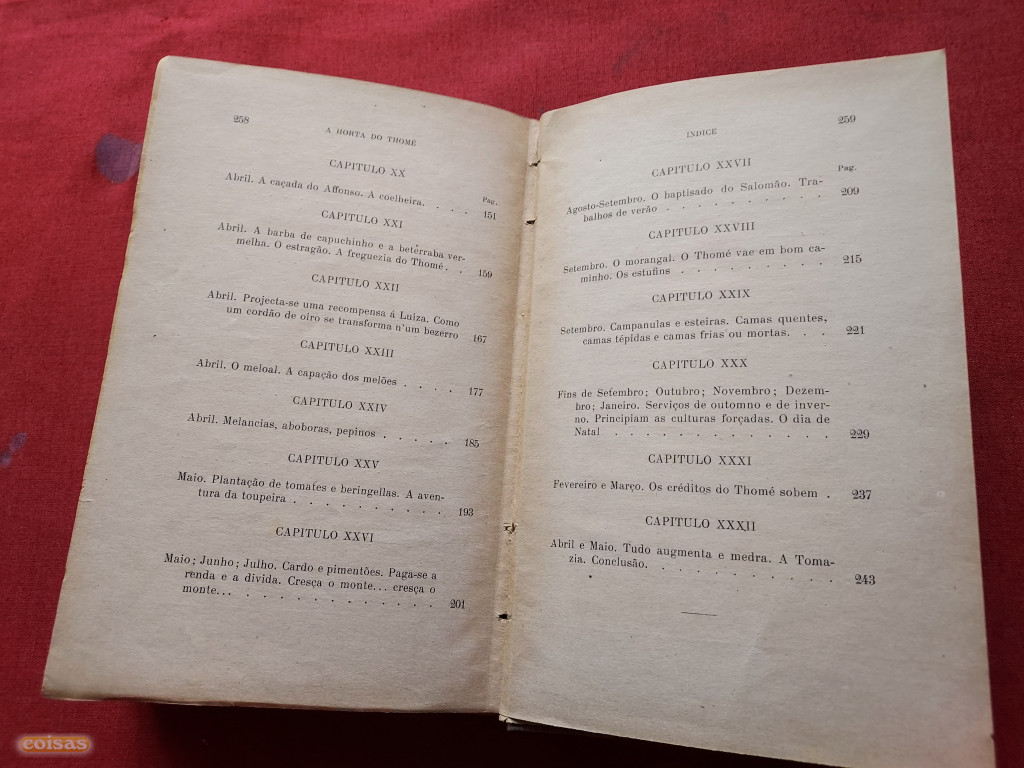 258
A HORTA DO THOMÉ
CAPITULO XX
Pag.
Abril. A caçada do Affonso. A coelheira. . . . 151
CAPITULO XXI
Abril. A barba de capuchinho e a betérraba ver-
melha. O estragão. A freguezia do Thomé. . 159
CAPITULO XXII
Abril. Projecta-se uma recompensa á Luiza. Como
um cordão de oiro se transforma n'um bezerro 167
CAPITULO XXIII
Abril. O meloal. A capação dos melões . . . . 177
CAPITULO XXIV
Abril. Melancias, aboboras, pepinos . . . . . 185
CAPITULO XXV
Maio. Plantação de tomates e beringellas. A aven-
tura da toupeira . . . . . . . . . . 193
CAPITULO XXVI
Maio; Junho; Julho. Cardo e pimentões. Paga-se a
renda e a divida. Cresça o monte... cresça o
monte... . . . . . . . . . . . . 201
INDICE
259
CAPITULO XXVII
Pag.
Agosto-Setembro. O baptisado do Salomão. Tra-
balhos de verão . . . . . . . . . 209
CAPITULO XXVIII
Setembro. O morangal. O Thomé vae em bom ca-
minho. Os estufins . . . . . . . . 215
CAPITULO XXIX
Setembro. Campanulas e esteiras. Camas quentes,
camas tépidas e camas frias ou mortas. . . 221
CAPITULO XXX
Fins de Setembro; Outubro; Novembro; Dezem-
bro; Janeiro. Serviços de outomno e de inver-
no. Principiam as culturas forçadas. O dia de
Natal . . . . . . . . . . . . 229
CAPITULO XXXI
Fevereiro e Março. Os créditos do Thomé sobem . 237
CAPITULO XXXII
Abril e Maio. Tudo augmenta e medra. A Toma-
zia. Conclusão. . . . . . . . . . . 243
coisas